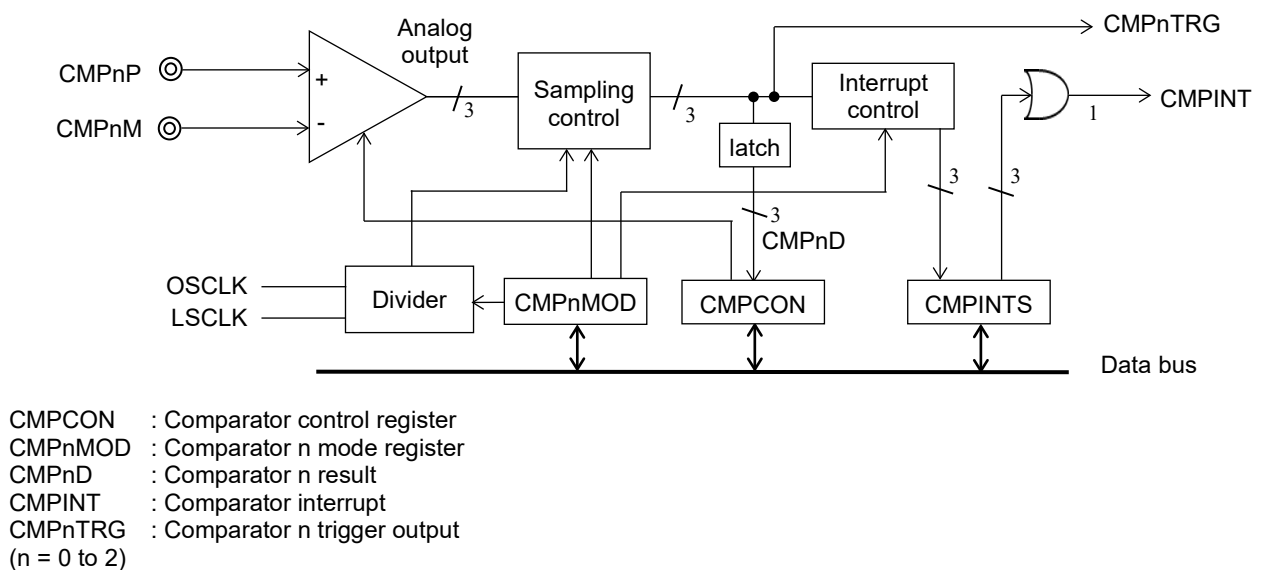 Analog
output
CMPnTRG
CMPnP
+
3
Sampling
control
3
Interrupt
control
CMPINT
1
CMPnM
-
latch
3
3
3
CMPnD
OSCLK
LSCLK
Divider
CMPnMOD
CMPCON
CMPINTS
Data bus
CMPCON : Comparator control register
CMPnMOD : Comparator n mode register
CMPnD : Comparator n result
CMPINT : Comparator interrupt
CMPnTRG : Comparator n trigger output
(n = 0 to 2)